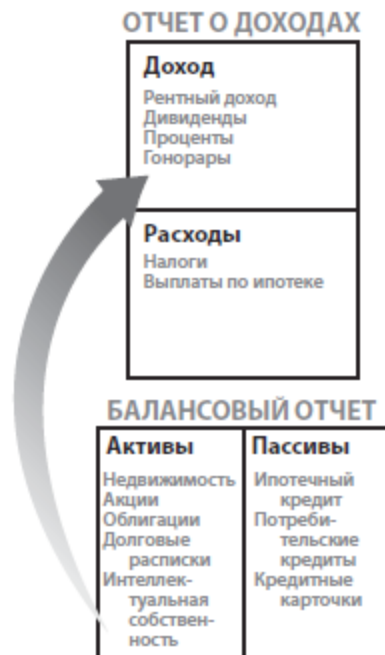 ОТЧЕТ О ДОХОДАХ
Доход
Рентный доход
Дивиденды
Проценты
Гонорары
Расходы
Налоги
Выплаты по ипотеке
БАЛАНСОВЫЙ ОТЧЕТ
Активы
Недвижимость
Акции
Облигации
Долговые
расписки
Интеллек-
туальная
собствен-
ность
Пассивы
Ипотечный
кредит
Потреби-
тельские
кредиты
Кредитные
карточки